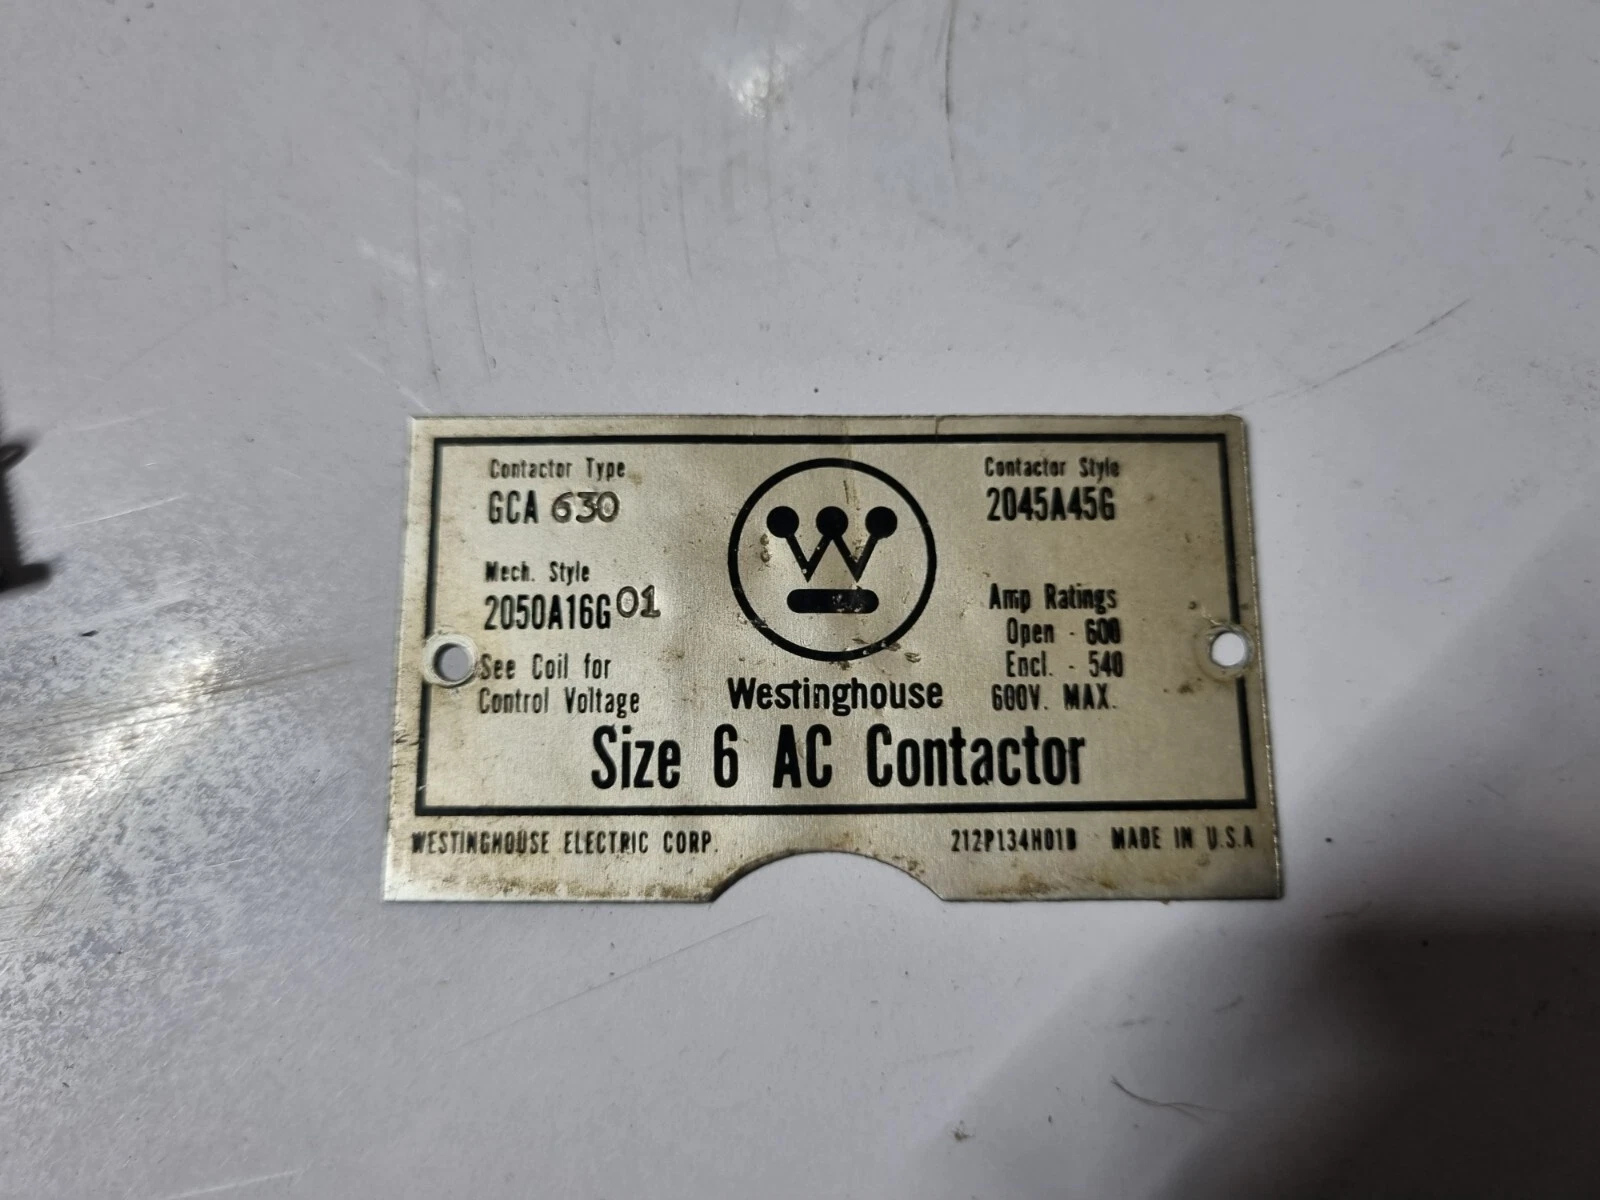 Contactor Type
GCA 630
Mech. Style
2050A16G01
See Coil for
Control Voltage
W
Westinghouse
Contactor Style
2045A45G
Amp Ratings
Open - 600
Encl. - 540
600V. MAX.
Size 6 AC Contactor
WESTINGHOUSE ELECTRIC CORP.
212P134H01B MADE IN U.S.A